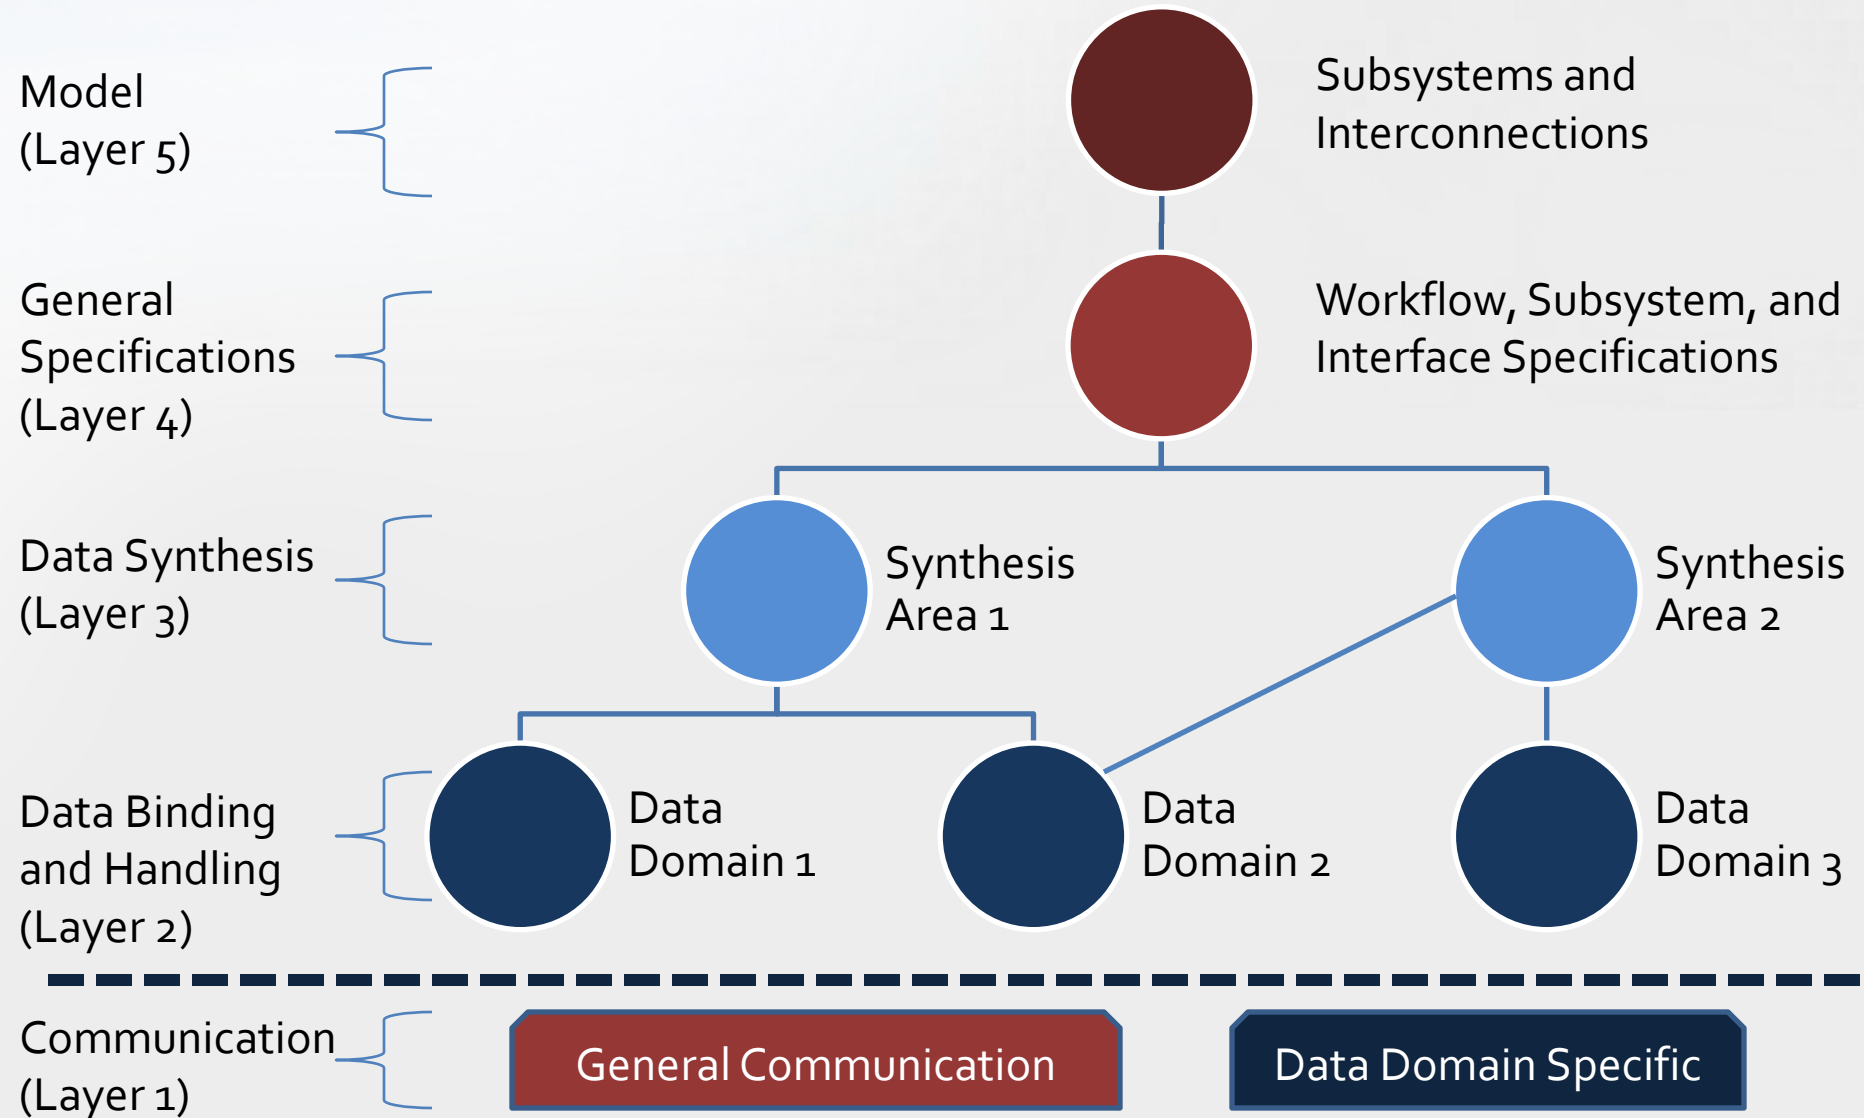 Model
(Layer 5)
Subsystems and
Interconnections
General
Specifications
(Layer 4)
Workflow, Subsystem, and
Interface Specifications
Data Synthesis
(Layer 3)
Synthesis
Area 1
Synthesis
Area 2
Data Binding
and Handling
(Layer 2)
Data
Domain 1
Data
Domain 2
Data
Domain 3
Communication
(Layer 1)
General Communication
Data Domain Specific